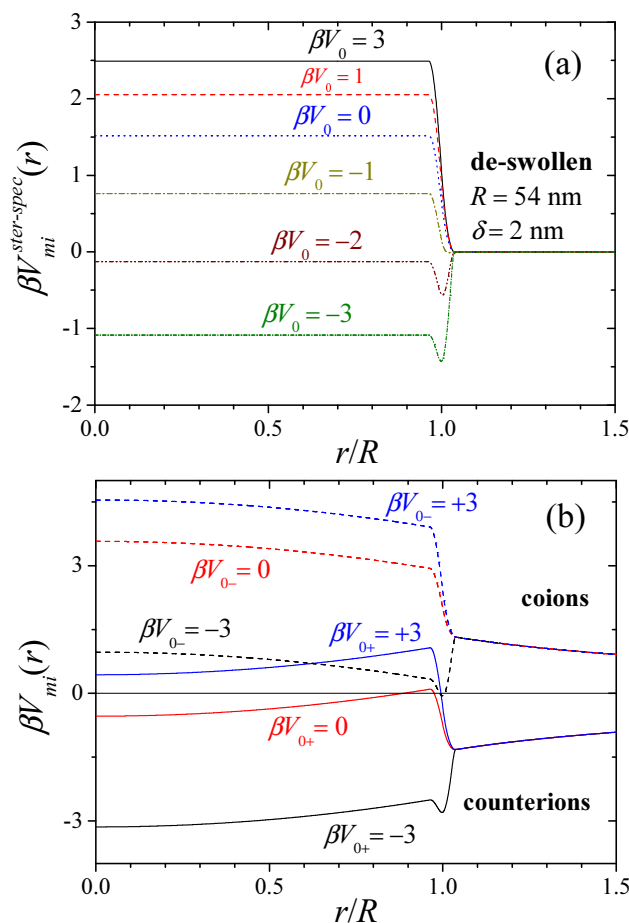 (a)
βV₀ = 3
βV₀ = 1
βV₀ = 0
βV₀ = −1
βV₀ = −2
βV₀ = −3
de-swollen
R = 54 nm
δ = 2 nm
βV_mi^ster-spec(r)
2
1
0
-1
-2
0.0 0.5 1.0 1.5
r/R
(b)
βV₀₋ = +3
βV₀₋ = 0
coions
βV₀₋ = −3
βV₀₊ = +3
βV₀₊ = 0
counterions
βV₀₊ = −3
βV_mi(r)
3
0
-3
0.0 0.5 1.0 1.5
r/R